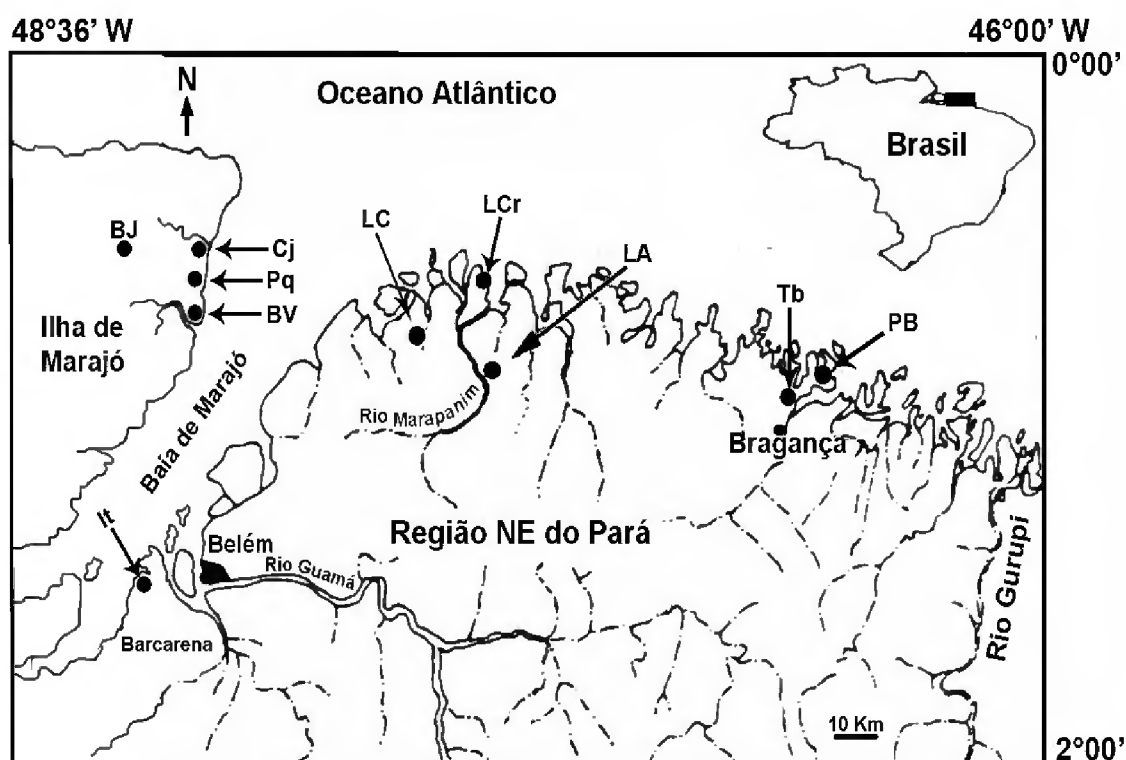 48°36' W
46°00' W
0°00'
N
Oceano Atlântico
Brasil
LCr
LC
BJ
Cj
LA
Pq
Tb
BV
PB
Ilha de
Marajó
Baía de Marajó
Rio Marapanim
Bragança
It
Região NE do Pará
Belém
Rio Guamá
Rio Gurupi
Barcarena
10 Km
2°00'